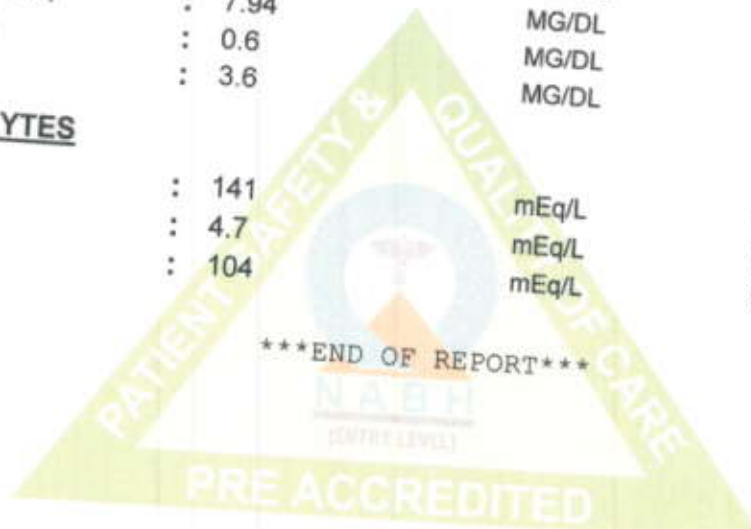 : 7.94 MG/DL
: 0.6 MG/DL
: 3.6 MG/DL
YTES
: 141 mEq/L
: 4.7 mEq/L
: 104 mEq/L
***END OF REPORT***
PATIENT SAFETY & QUALITY OF CARE
NABH
(ENTRY LEVEL)
PRE ACCREDITED